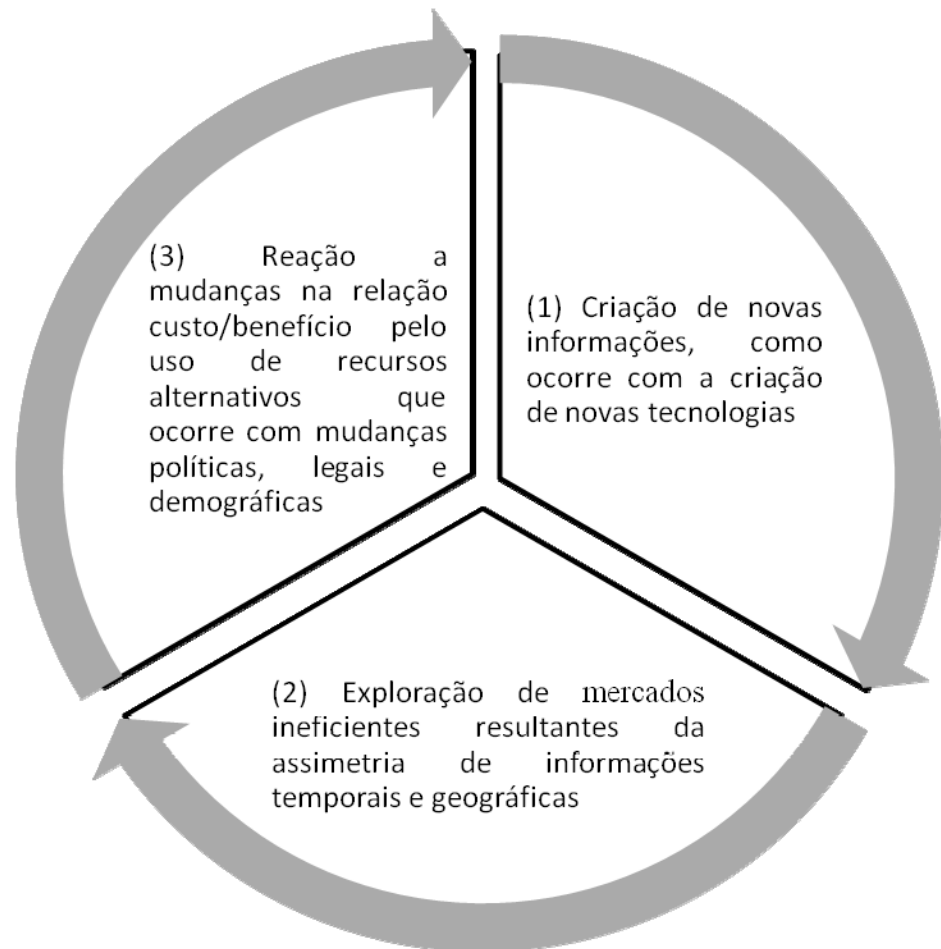 (1) Criação de novas
informações, como
ocorre com a criação
de novas tecnologias
(2) Exploração de mercados
ineficientes resultantes da
assimetria de informações
temporais e geográficas
(3) Reação a
mudanças na relação
custo/benefício pelo
uso de recursos
alternativos que
ocorre com mudanças
políticas, legais e
demográficas